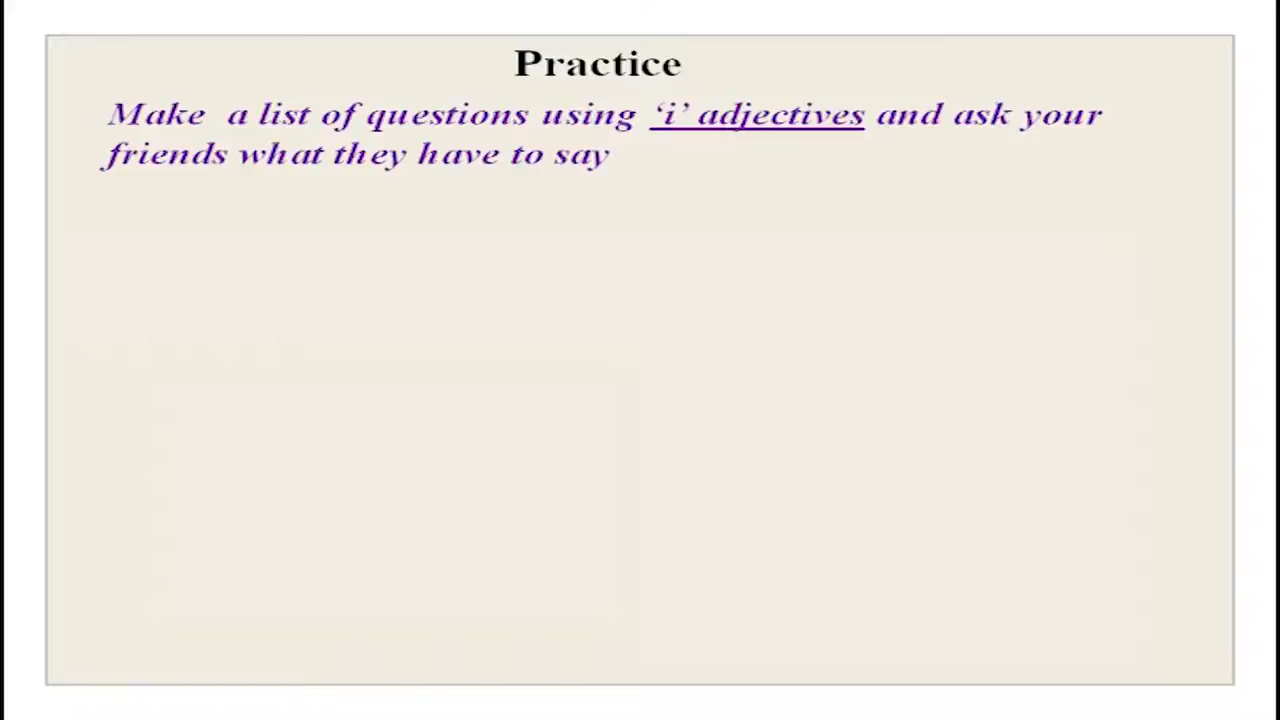 Practice
Make a list of questions using ‘i’ adjectives and ask your
friends what they have to say